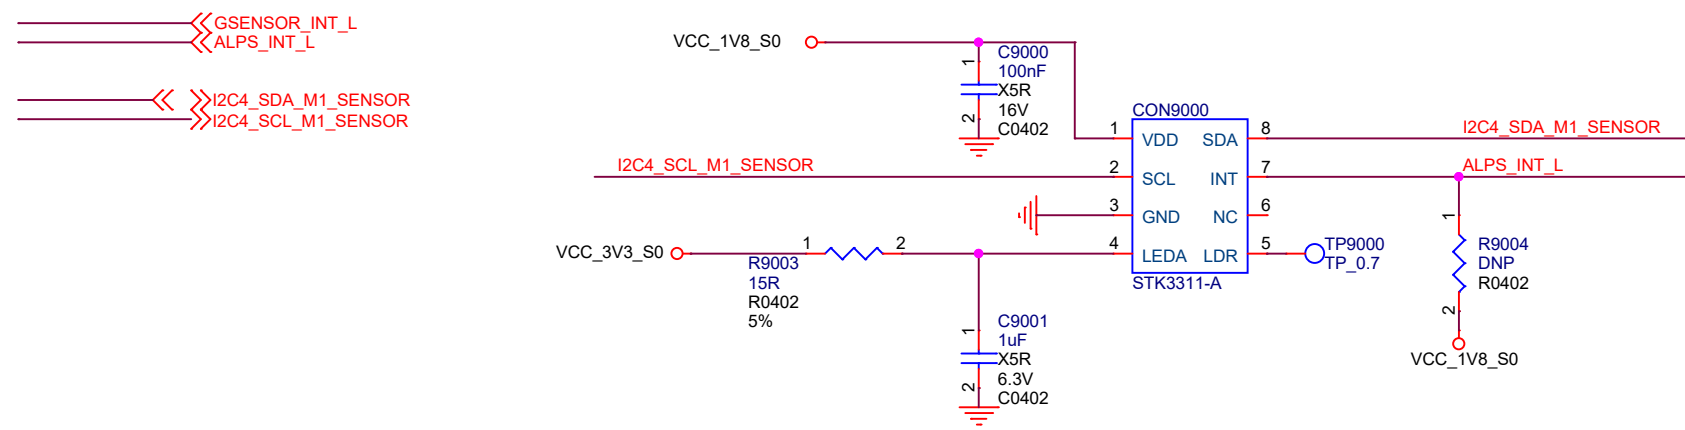 GSENSOR_INT_L
ALPS_INT_L
I2C4_SDA_M1_SENSOR
I2C4_SCL_M1_SENSOR
VCC_1V8_S0
1
2
C9000
100nF
X5R
16V
C0402
CON9000
1
VDD
SDA
8
I2C4_SDA_M1_SENSOR
I2C4_SCL_M1_SENSOR
2
SCL
INT
7
ALPS_INT_L
3
GND
NC
6
VCC_3V3_S0
1
2
R9003
15R
R0402
5%
4
LEDA
LDR
5
TP9000
TP_0.7
STK3311-A
1
2
C9001
1uF
X5R
6.3V
C0402
1
2
R9004
DNP
R0402
VCC_1V8_S0